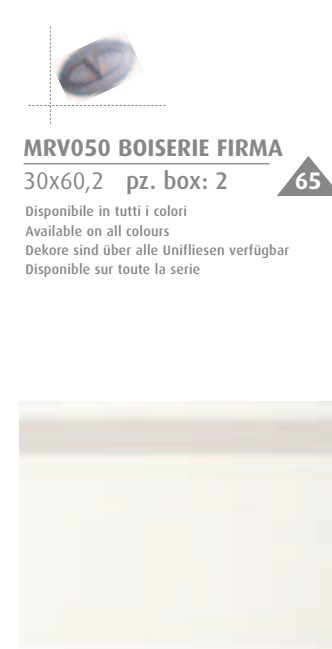 MRV050 BOISERIE FIRMA
30x60,2 pz. box: 2 65
Disponibile in tutti i colori
Available on all colours
Dekore sind über alle Unifliesen verfügbar
Disponible sur toute la serie